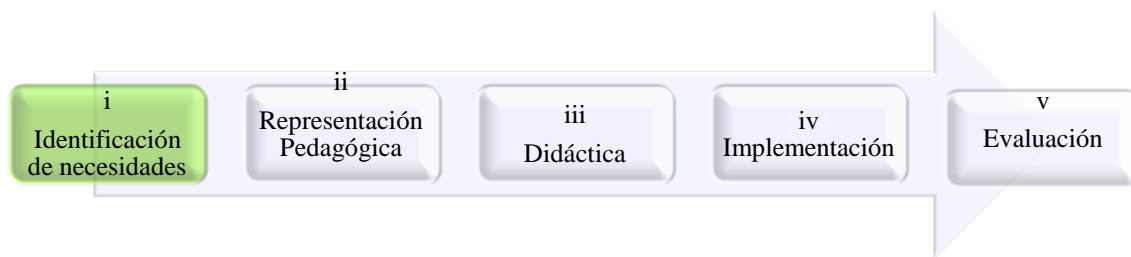 i
Identificación
de necesidades
ii
Representación
Pedagógica
iii
Didáctica
iv
Implementación
v
Evaluación